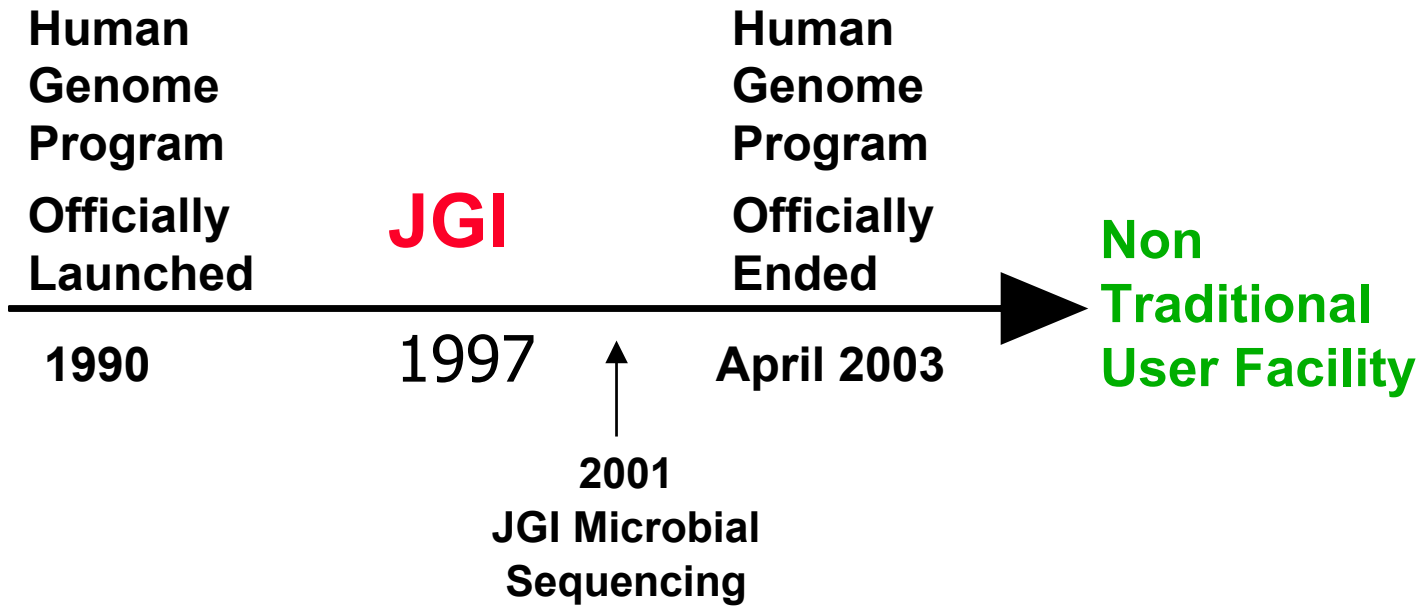 Human
Genome
Program
Officially
Launched
JGI
Human
Genome
Program
Officially
Ended
Non
Traditional
User Facility
1990
1997
April 2003
2001
JGI Microbial
Sequencing